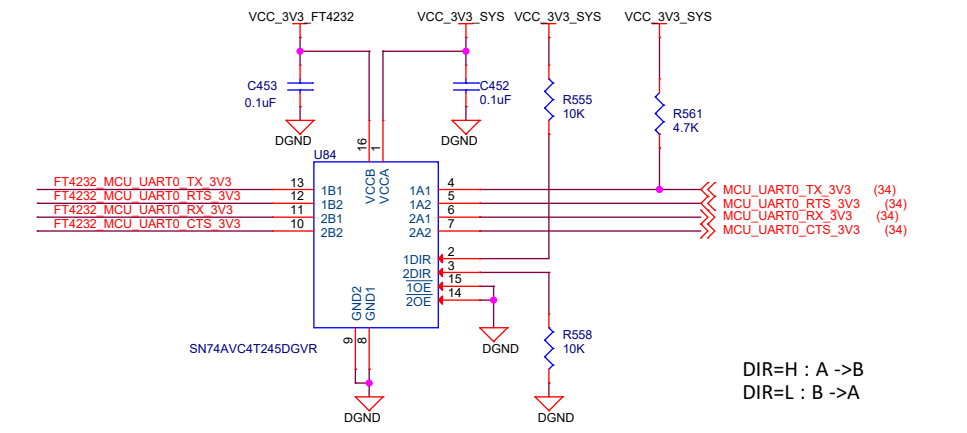 VCC_3V3_FT4232
VCC_3V3_SYS
VCC_3V3_SYS
VCC_3V3_SYS
C453
0.1uF
DGND
C452
0.1uF
DGND
R555
10K
R561
4.7K
U84
16
1
VCCB
VCCA
FT4232_MCU_UART0_TX_3V3
FT4232_MCU_UART0_RTS_3V3
FT4232_MCU_UART0_RX_3V3
FT4232_MCU_UART0_CTS_3V3
13
12
11
10
1B1
1B2
2B1
2B2
1A1
1A2
2A1
2A2
4
5
6
7
MCU_UART0_TX_3V3 (34)
MCU_UART0_RTS_3V3 (34)
MCU_UART0_RX_3V3 (34)
MCU_UART0_CTS_3V3 (34)
1DIR
2DIR
1OE
2OE
2
3
15
14
GND2
GND1
9
8
SN74AVC4T245DGVR
DGND
DGND
R558
10K
DGND
DIR=H : A ->B
DIR=L : B ->A